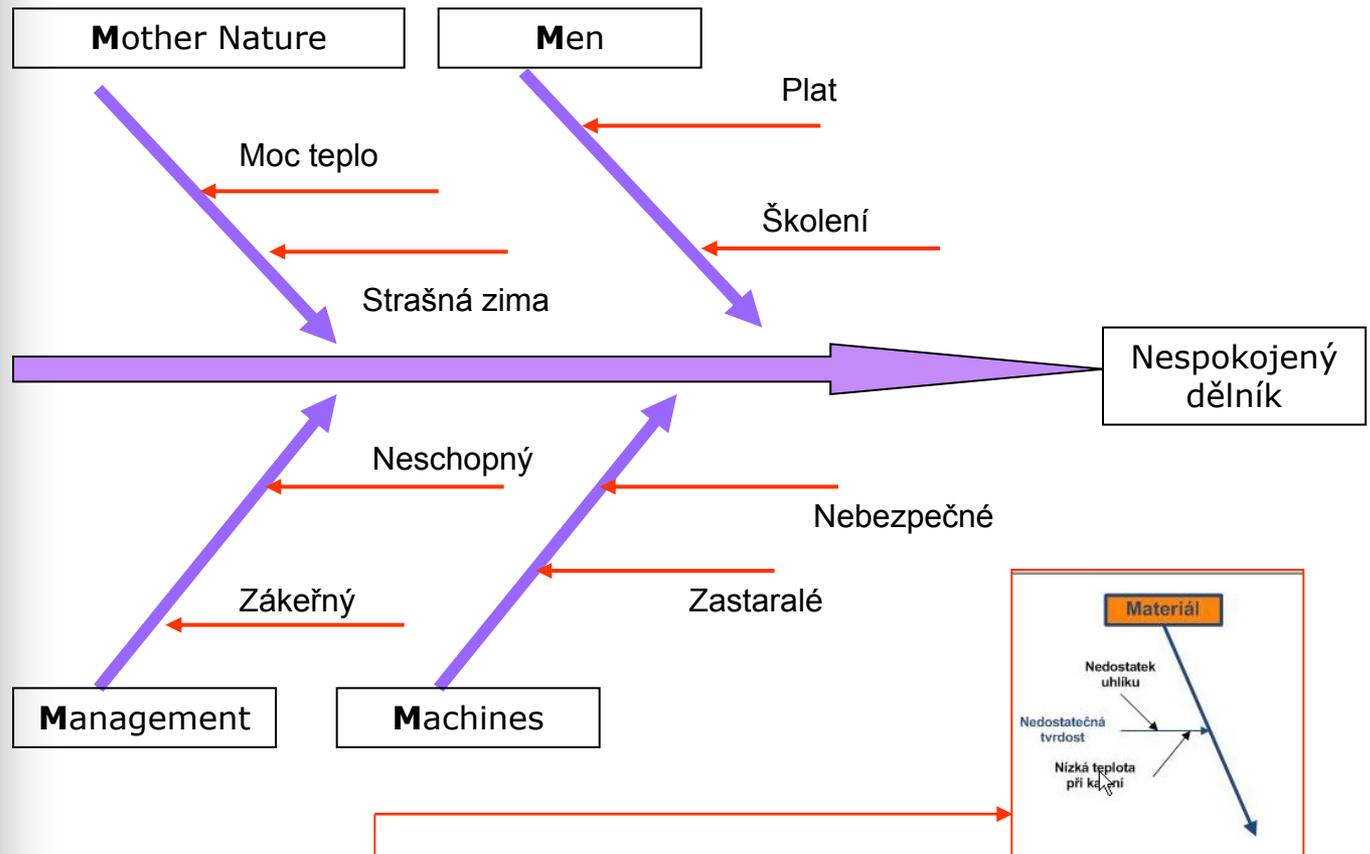 Mother Nature
Men
Plat
Moc teplo
Školení
Strašná zima
Nespokojený
dělník
Neschopný
Nebezpečné
Zákeřný
Zastaralé
Management
Machines
Materiál
Nedostatek
uhlíku
Nedostatečná
tvrdost
Nízká teplota
při